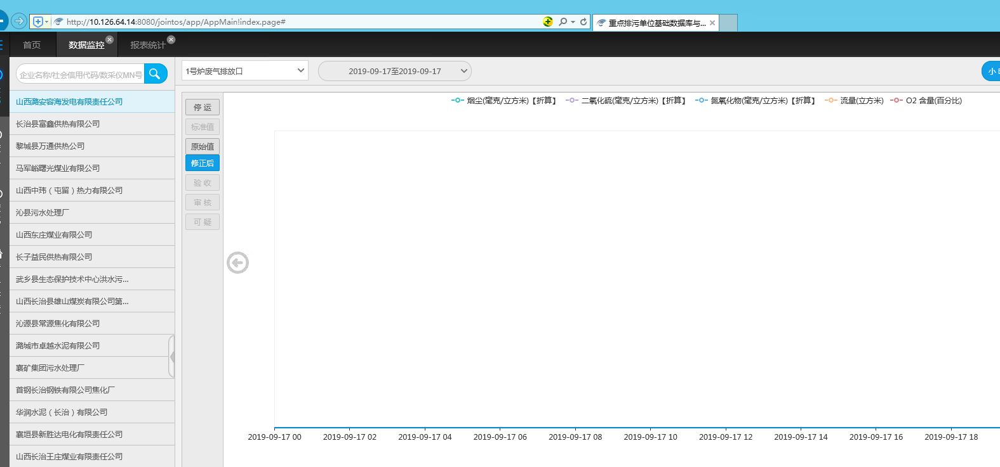 http://10.126.64.14:8080/jointos/app/AppMain!index.page#
重点排污单位基础数据库与...
首页
数据监控
报表统计
企业名称/社会信用代码/数采仪MN号
1号炉废气排放口
2019-09-17至2019-09-17
小
山西潞安容海发电有限责任公司
长治县富鑫供热有限公司
黎城县万通供热公司
马军峪曙光煤业有限公司
山西中玮（屯留）热力有限公司
沁县污水处理厂
山西东庄煤业有限公司
长子益民供热有限公司
武乡县生态保护技术中心洪水污...
山西长治县雄山煤炭有限公司第...
沁源县常源焦化有限公司
潞城市卓越水泥有限公司
襄矿集团污水处理厂
首钢长治钢铁有限公司焦化厂
华润水泥（长治）有限公司
襄垣县新胜达电化有限责任公司
山西长治王庄煤业有限责任公司
停 运
标准值
原始值
修正后
验 收
审 核
可 疑
烟尘(毫克/立方米)【折算】 二氧化硫(毫克/立方米)【折算】 氮氧化物(毫克/立方米)【折算】 流量(立方米) O2 含量(百分比)
2019-09-17 00 2019-09-17 02 2019-09-17 04 2019-09-17 06 2019-09-17 08 2019-09-17 10 2019-09-17 12 2019-09-17 14 2019-09-17 16 2019-09-17 18